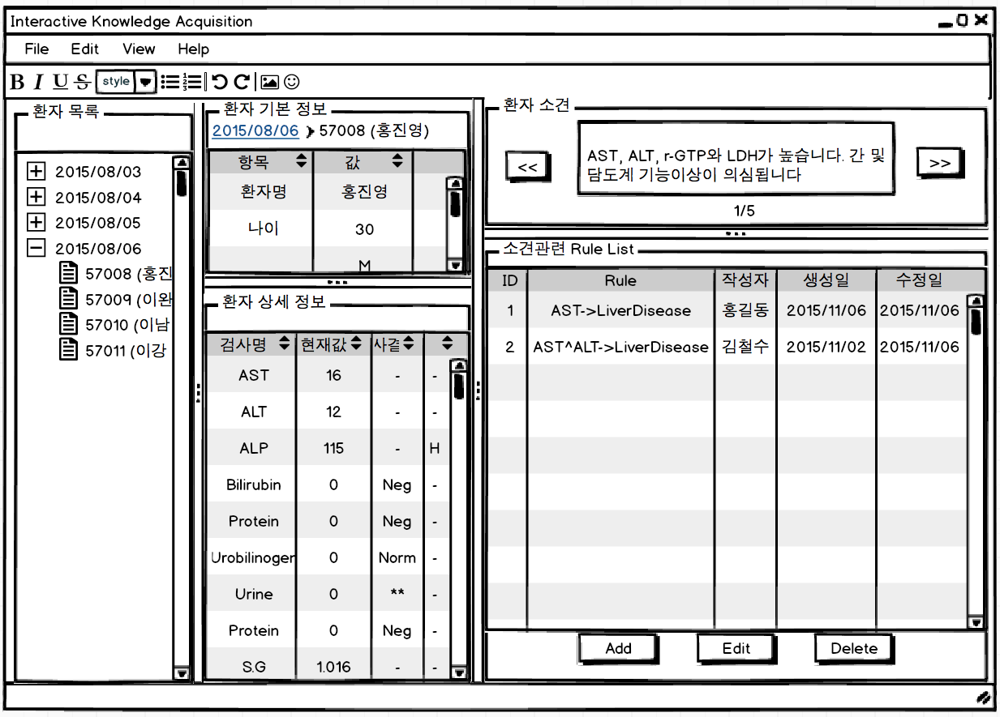 Interactive Knowledge Acquisition
File Edit View Help
B I U S style
환자 목록
2015/08/03
2015/08/04
2015/08/05
2015/08/06
57008 (홍진
57009 (이완
57010 (이남
57011 (이강
환자 기본 정보
2015/08/06 57008 (홍진영)
항목 값
환자명 홍진영
나이 30
M
환자 상세 정보
검사명 현재값 사결
AST 16 - -
ALT 12 - -
ALP 115 - H
Bilirubin 0 Neg -
Protein 0 Neg -
Urobilinoger 0 Norm -
Urine 0 ** -
Protein 0 Neg -
S.G 1.016 - -
환자 소견
<<
AST, ALT, r-GTP와 LDH가 높습니다. 간 및
담도계 기능이상이 의심됩니다
>>
1/5
소견관련 Rule List
ID Rule 작성자 생성일 수정일
1 AST->LiverDisease 홍길동 2015/11/06 2015/11/06
2 AST^ALT->LiverDisease 김철수 2015/11/02 2015/11/06
Add Edit Delete